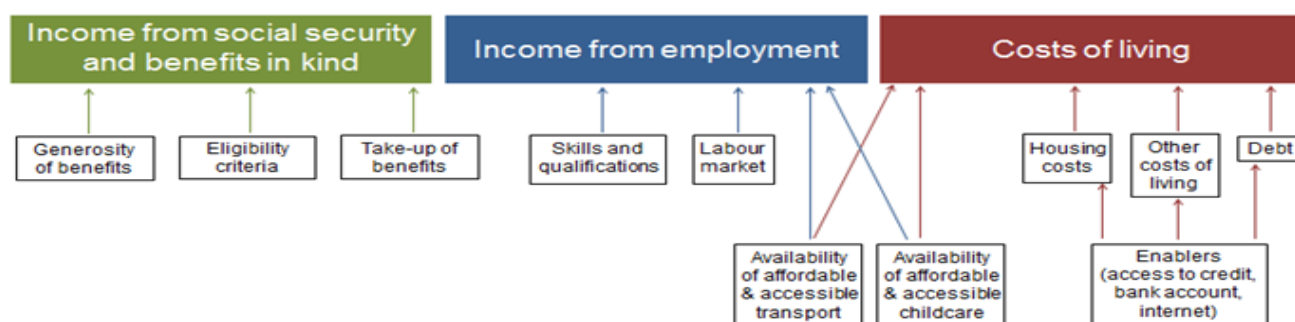 Income from social security
and benefits in kind
Income from employment
Costs of living
Generosity
of benefits
Eligibility
criteria
Take-up of
benefits
Skills and
qualifications
Labour
market
Housing
costs
Other
costs of
living
Debt
Availability
of affordable
& accessible
transport
Availability
of affordable
& accessible
childcare
Enablers
(access to credit,
bank account,
internet)